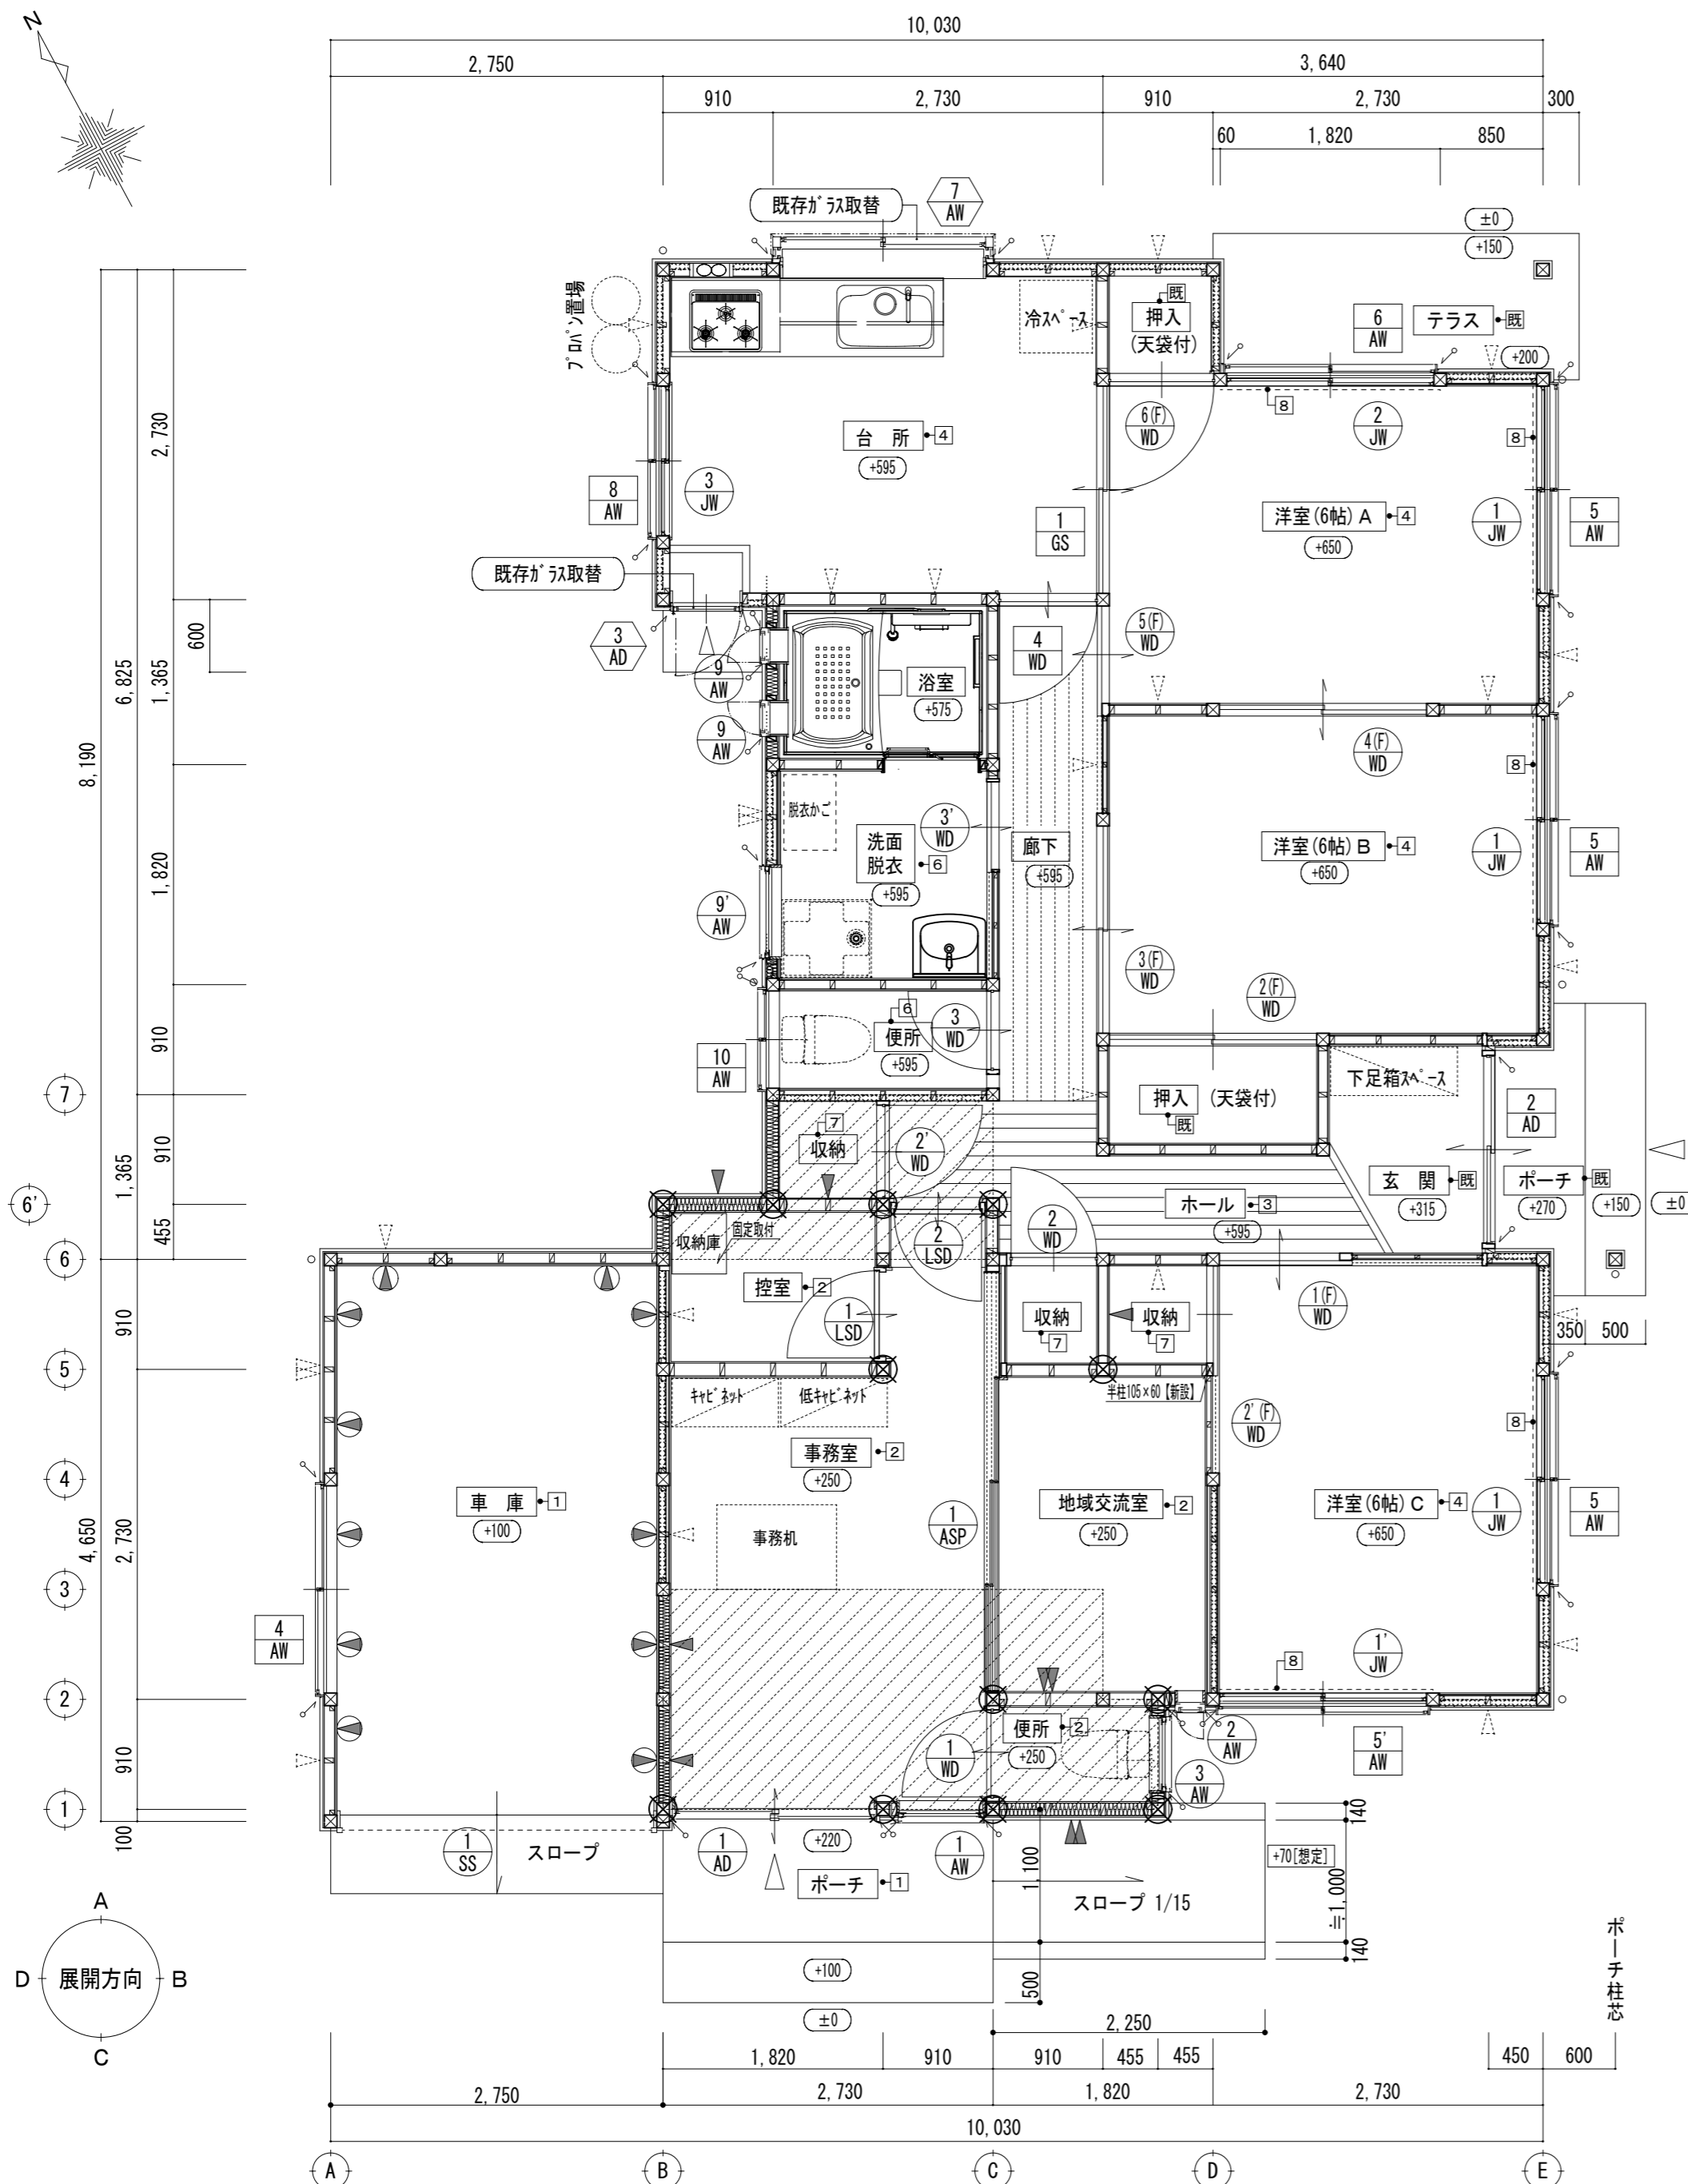 N
10,030
2,750
3,640
910
2,730
910
2,730
300
60
1,820
850
既存ｶﾞﾗｽ取替
7
AW
±0
+150
ﾌﾟﾛﾊﾟﾝ置場
冷ｽﾍﾟｰｽ
既
押入
(天袋付)
6
AW
テラス
既
+200
8
6(F)
WD
2
JW
8
台　所
4
+595
8
AW
3
JW
1
GS
洋室(6帖) A
4
+650
1
JW
5
AW
既存ｶﾞﾗｽ取替
3
AD
9
AW
浴室
+575
4
WD
5(F)
WD
9
AW
4(F)
WD
8
脱衣かご
3'
WD
洗面
脱衣
6
+595
廊下
+595
洋室(6帖) B
4
+650
1
JW
5
AW
9'
AW
3(F)
WD
2(F)
WD
6
便所
+595
3
WD
10
AW
押入
(天袋付)
既
下足箱ｽﾍﾟｰｽ
2
AD
7
収納
2'
WD
玄 関
既
+315
ポーチ
既
+270
+150
±0
ホール
3
+595
収納庫
固定取付
2
LSD
2
WD
控室
2
1
LSD
収納
7
収納
7
1(F)
WD
350
500
ｷｬﾋﾞﾈｯﾄ
低ｷｬﾋﾞﾈｯﾄ
半柱105×60【新設】
2'(F)
WD
8
事務室
2
+250
車　庫
1
+100
事務机
1
ASP
地域交流室
2
+250
洋室(6帖) C
4
+650
1
JW
5
AW
4
AW
1'
JW
8
便所
2
+250
1
WD
2
AW
3
AW
5'
AW
1
SS
スロープ
1
AD
+220
ポーチ
1
1
AW
1,100
スロープ 1/15
+70[想定]
140
≒1,000
140
500
+100
±0
ポーチ柱芯
8,190
6,825
2,730
600
1,365
1,820
910
1,365
910
455
4,650
910
2,730
910
100
7
6'
6
5
4
3
2
1
A
D
展開方向
B
C
2,250
1,820
910
910
455
455
450
600
2,750
2,730
1,820
2,730
10,030
A
B
C
D
E